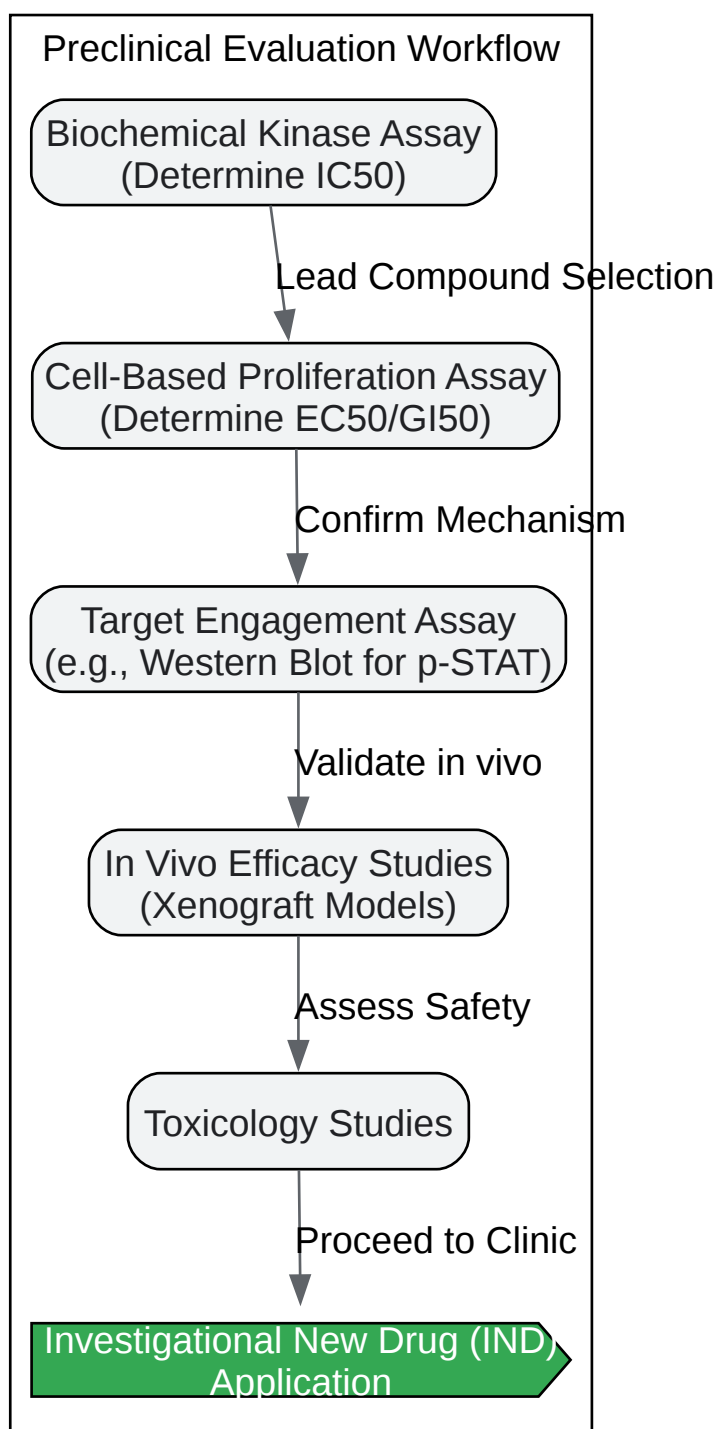 Preclinical Evaluation Workflow
Biochemical Kinase Assay
(Determine IC50)
Lead Compound Selection
Cell-Based Proliferation Assay
(Determine EC50/GI50)
Confirm Mechanism
Target Engagement Assay
(e.g., Western Blot for p-STAT)
Validate in vivo
In Vivo Efficacy Studies
(Xenograft Models)
Assess Safety
Toxicology Studies
Proceed to Clinic
Investigational New Drug (IND)
Application